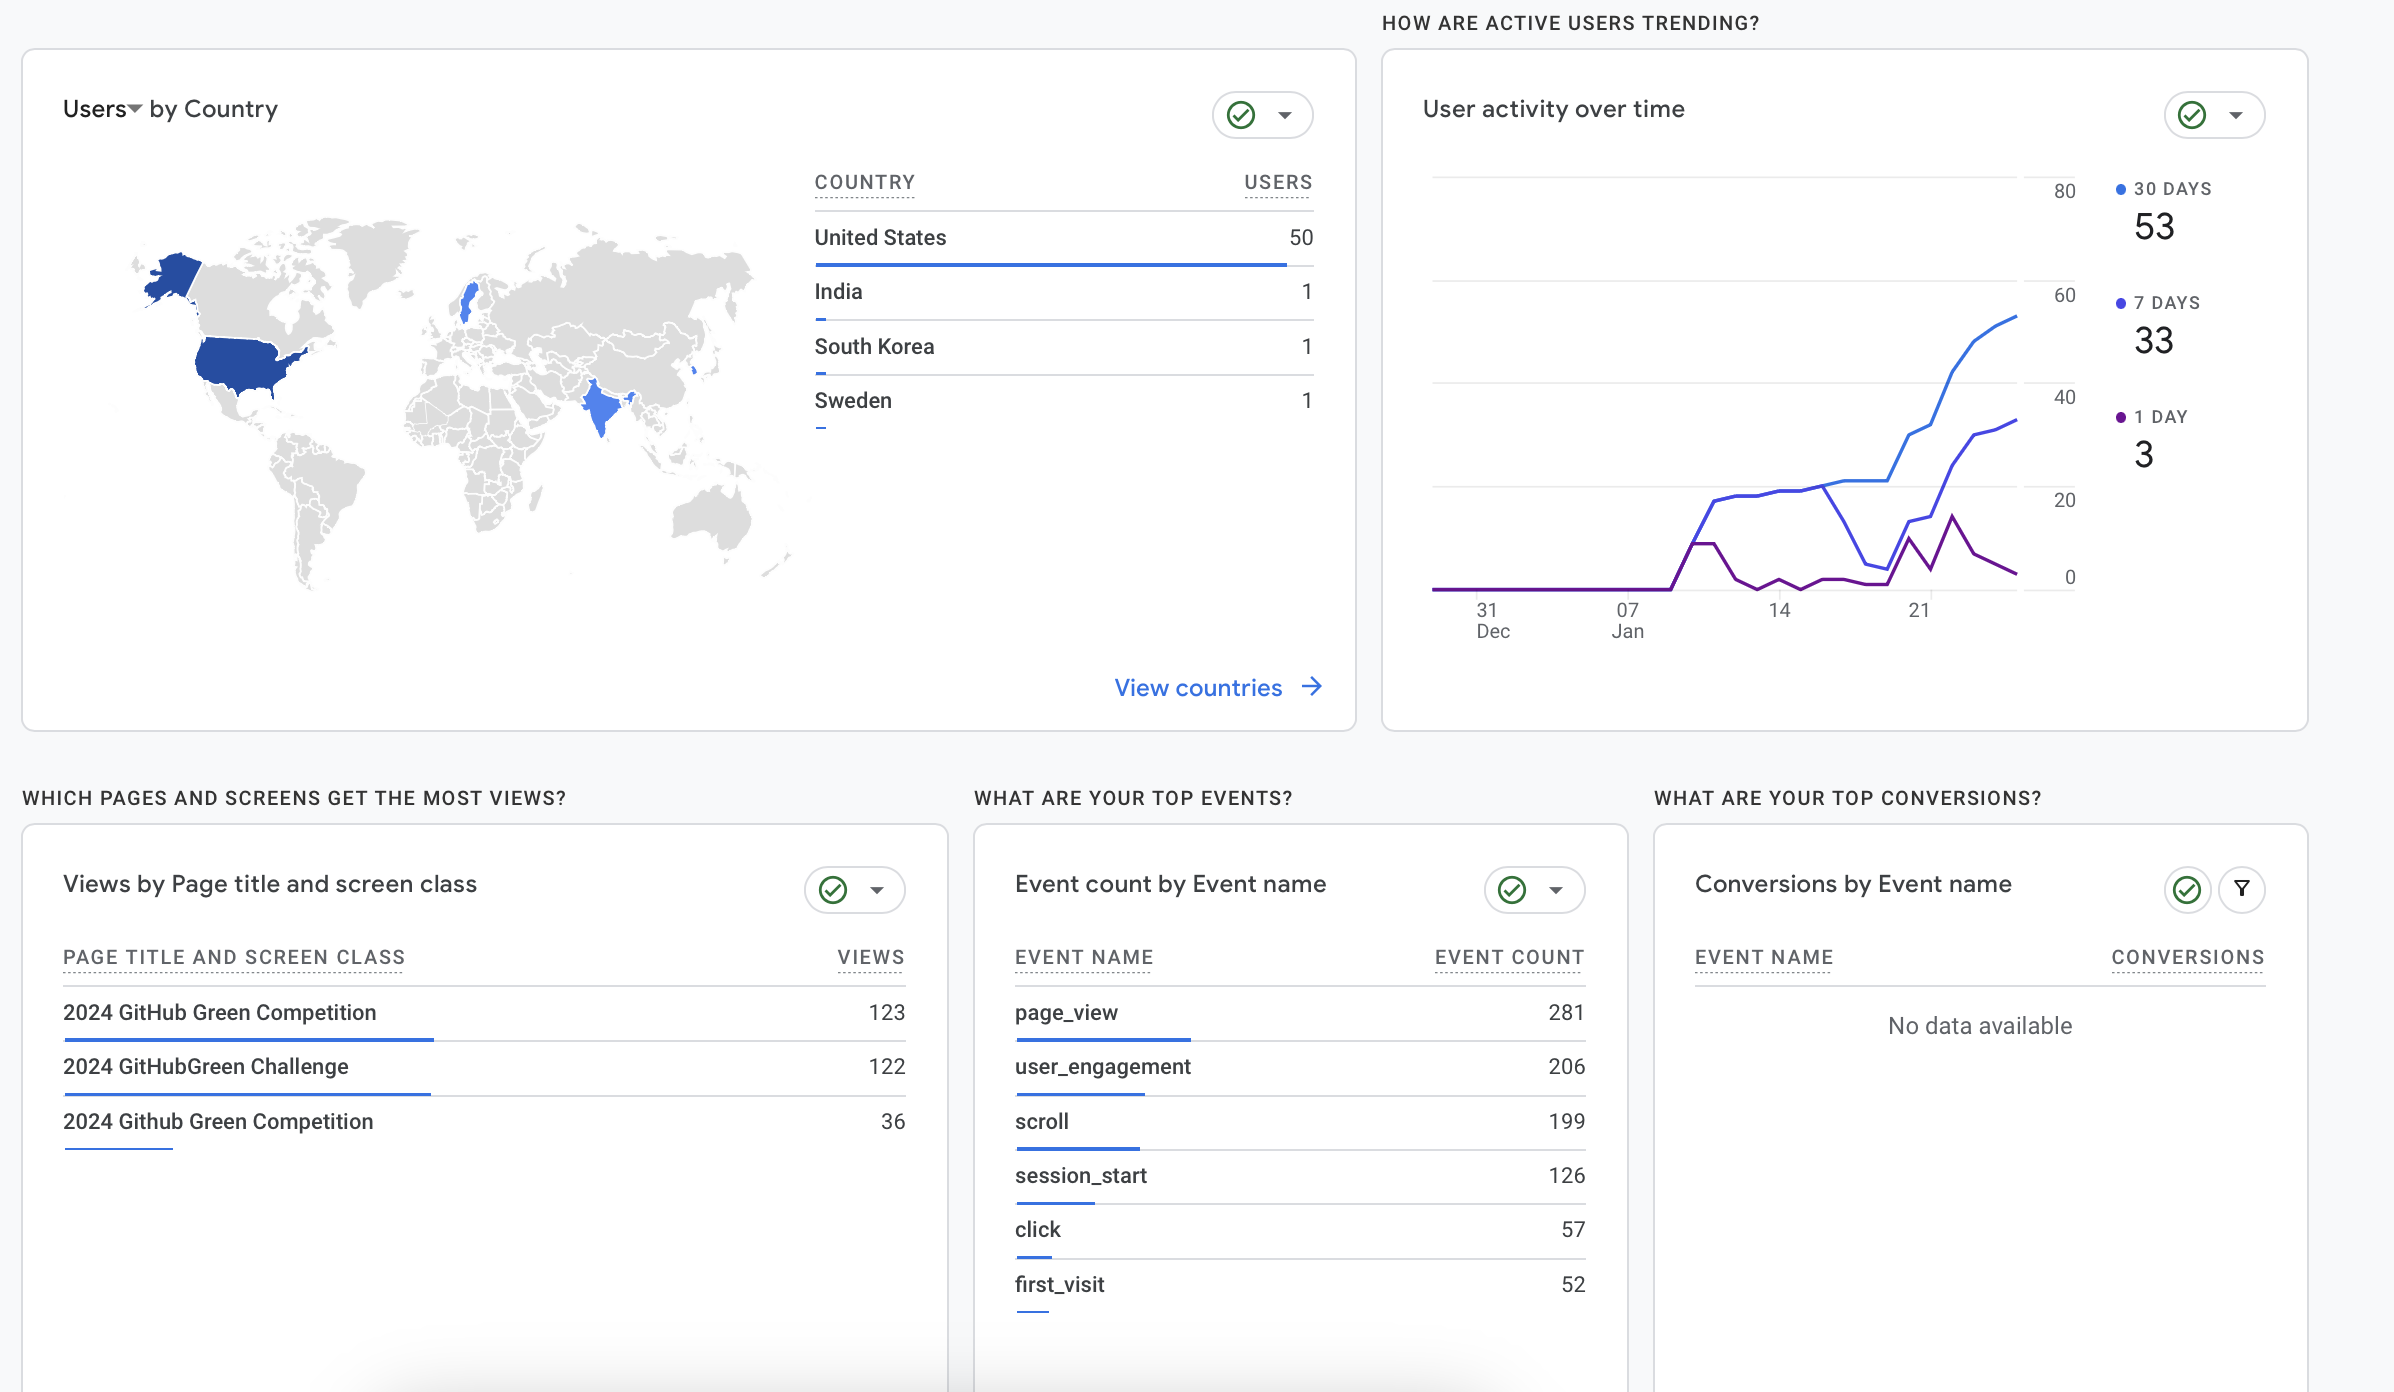 HOW ARE ACTIVE USERS TRENDING?
Users by Country
COUNTRY USERS
United States 50
India 1
South Korea 1
Sweden 1
View countries
User activity over time
80
60
40
20
0
31 07 14 21
Dec Jan
30 DAYS
53
7 DAYS
33
1 DAY
3
WHICH PAGES AND SCREENS GET THE MOST VIEWS?
Views by Page title and screen class
PAGE TITLE AND SCREEN CLASS VIEWS
2024 GitHub Green Competition 123
2024 GitHubGreen Challenge 122
2024 Github Green Competition 36
WHAT ARE YOUR TOP EVENTS?
Event count by Event name
EVENT NAME EVENT COUNT
page_view 281
user_engagement 206
scroll 199
session_start 126
click 57
first_visit 52
WHAT ARE YOUR TOP CONVERSIONS?
Conversions by Event name
EVENT NAME CONVERSIONS
No data available